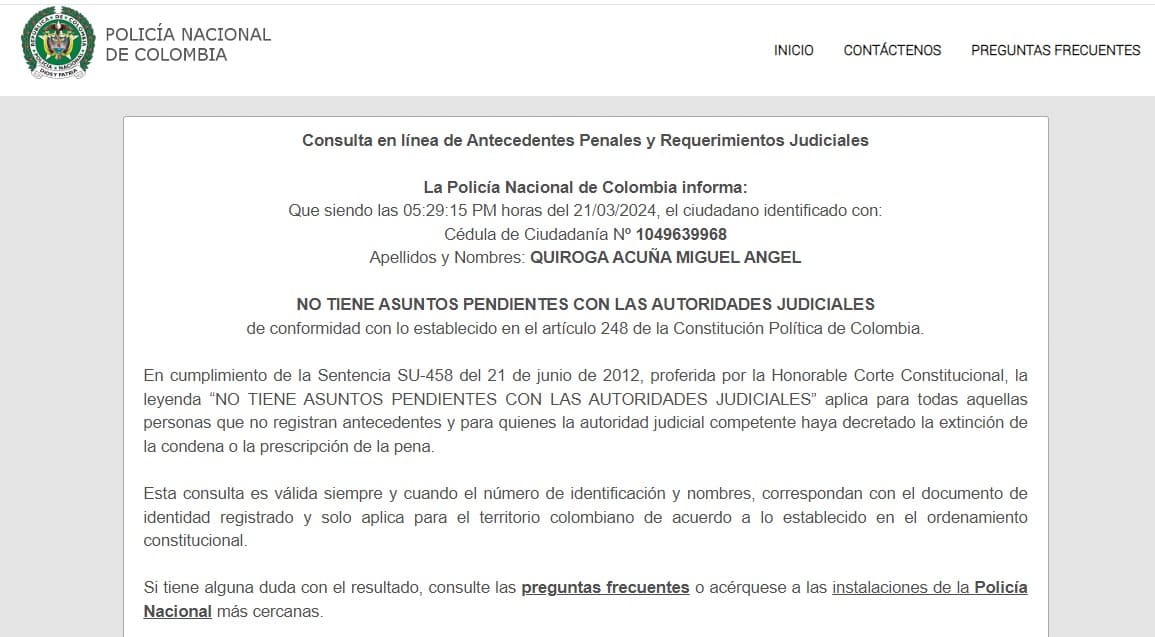 POLICÍA NACIONAL
DE COLOMBIA
INICIO CONTÁCTENOS PREGUNTAS FRECUENTES
Consulta en línea de Antecedentes Penales y Requerimientos Judiciales
La Policía Nacional de Colombia informa:
Que siendo las 05:29:15 PM horas del 21/03/2024, el ciudadano identificado con:
Cédula de Ciudadanía Nº 1049639968
Apellidos y Nombres: QUIROGA ACUÑA MIGUEL ANGEL
NO TIENE ASUNTOS PENDIENTES CON LAS AUTORIDADES JUDICIALES
de conformidad con lo establecido en el artículo 248 de la Constitución Política de Colombia.
En cumplimiento de la Sentencia SU-458 del 21 de junio de 2012, proferida por la Honorable Corte Constitucional, la
leyenda “NO TIENE ASUNTOS PENDIENTES CON LAS AUTORIDADES JUDICIALES” aplica para todas aquellas
personas que no registran antecedentes y para quienes la autoridad judicial competente haya decretado la extinción de
la condena o la prescripción de la pena.
Esta consulta es válida siempre y cuando el número de identificación y nombres, correspondan con el documento de
identidad registrado y solo aplica para el territorio colombiano de acuerdo a lo establecido en el ordenamiento
constitucional.
Si tiene alguna duda con el resultado, consulte las preguntas frecuentes o acérquese a las instalaciones de la Policía
Nacional más cercanas.